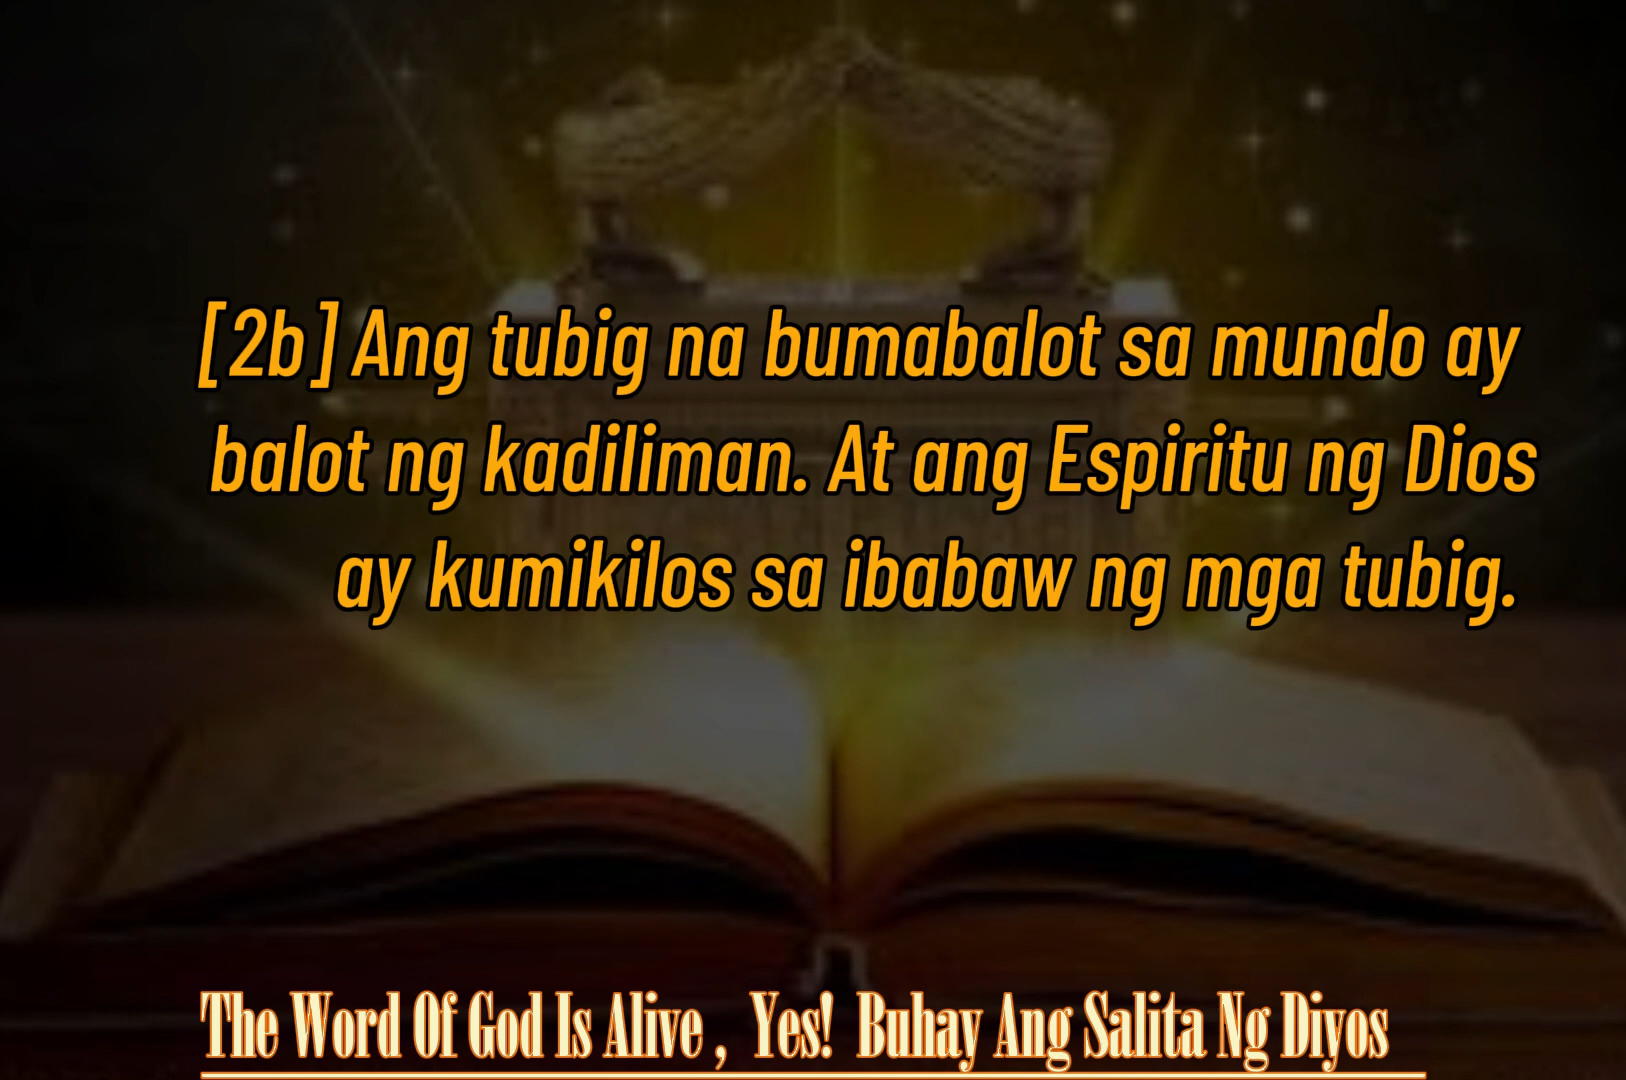 [2b] Ang tubig na bumabalot sa mundo ay
balot ng kadiliman. At ang Espiritu ng Dios
ay kumikilos sa ibabaw ng mga tubig.
The Word Of God Is Alive , Yes! Buhay Ang Salita Ng Diyos